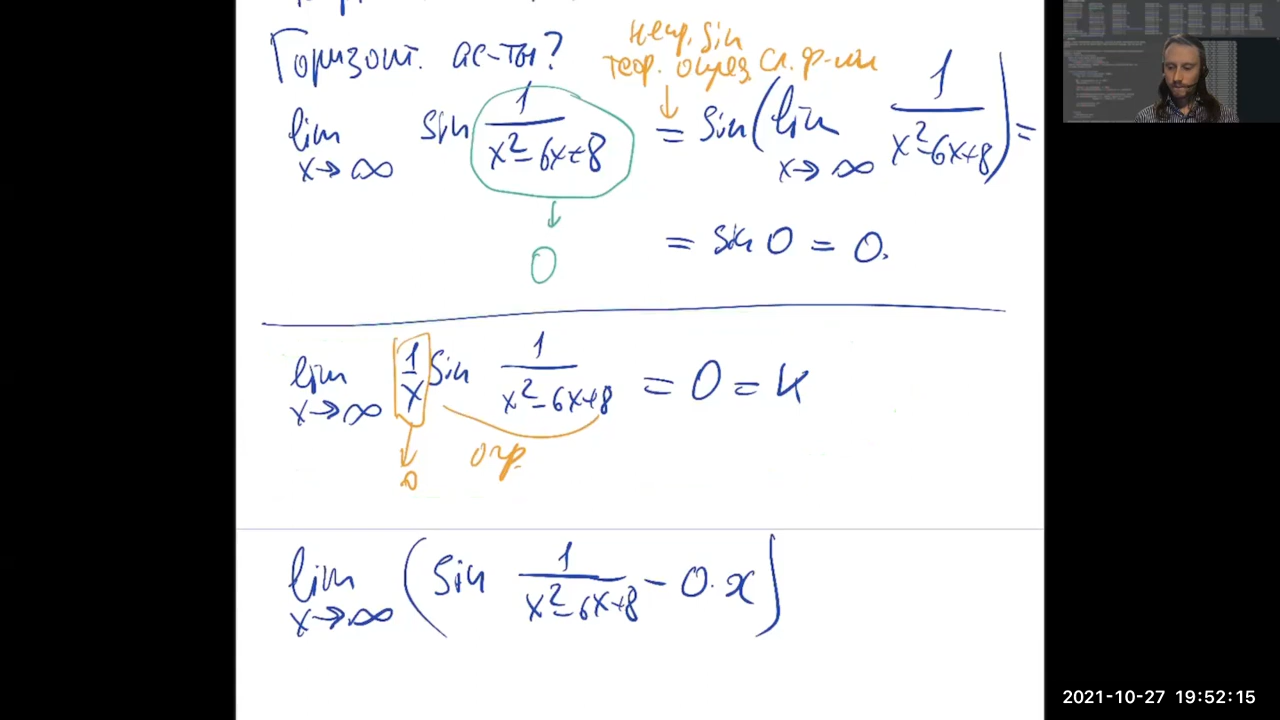 непр. sin
Горизонт. ас-ты? теор. о пред. сл. ф-ии
lim x→∞ sin 1/(x²-6x+8) = sin(lim x→∞ 1/(x²-6x+8)) =
0 = sin 0 = 0.
lim x→∞ 1/x sin 1/(x²-6x+8) = 0 = k
0 огр.
lim x→∞ (sin 1/(x²-6x+8) - 0·x)
2021-10-27 19:52:15